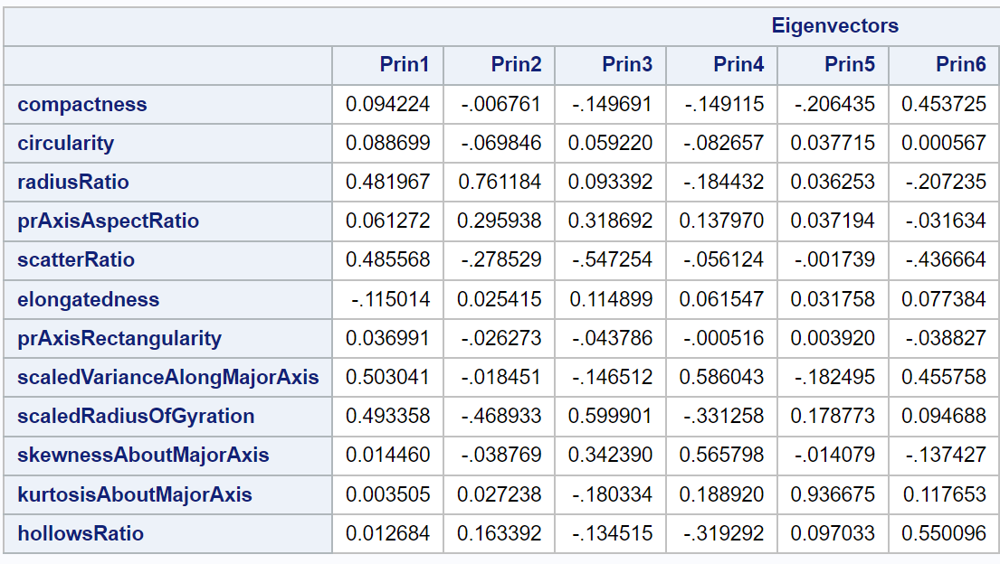 Eigenvectors
Prin1 Prin2 Prin3 Prin4 Prin5 Prin6
compactness 0.094224 -.006761 -.149691 -.149115 -.206435 0.453725
circularity 0.088699 -.069846 0.059220 -.082657 0.037715 0.000567
radiusRatio 0.481967 0.761184 0.093392 -.184432 0.036253 -.207235
prAxisAspectRatio 0.061272 0.295938 0.318692 0.137970 0.037194 -.031634
scatterRatio 0.485568 -.278529 -.547254 -.056124 -.001739 -.436664
elongatedness -.115014 0.025415 0.114899 0.061547 0.031758 0.077384
prAxisRectangularity 0.036991 -.026273 -.043786 -.000516 0.003920 -.038827
scaledVarianceAlongMajorAxis 0.503041 -.018451 -.146512 0.586043 -.182495 0.455758
scaledRadiusOfGyration 0.493358 -.468933 0.599901 -.331258 0.178773 0.094688
skewnessAboutMajorAxis 0.014460 -.038769 0.342390 0.565798 -.014079 -.137427
kurtosisAboutMajorAxis 0.003505 0.027238 -.180334 0.188920 0.936675 0.117653
hollowsRatio 0.012684 0.163392 -.134515 -.319292 0.097033 0.550096